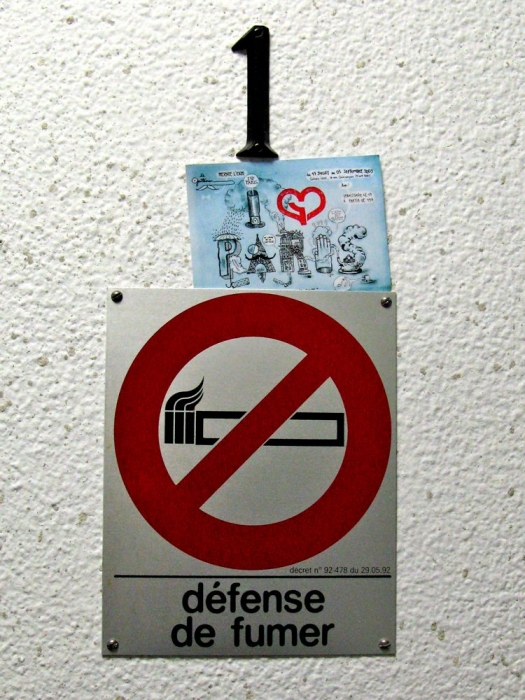 1
I
PARIS
décret n° 92-478 du 29.05.92
défense
de fumer